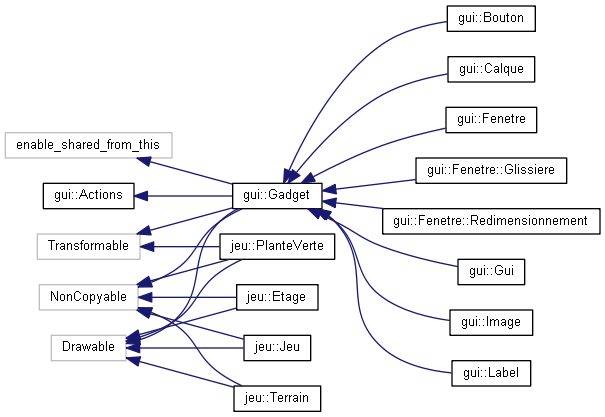 enable_shared_from_this
gui::Actions
Transformable
NonCopyable
Drawable
gui::Gadget
jeu::PlanteVerte
jeu::Etage
jeu::Jeu
jeu::Terrain
gui::Bouton
gui::Calque
gui::Fenetre
gui::Fenetre::Glissiere
gui::Fenetre::Redimensionnement
gui::Gui
gui::Image
gui::Label